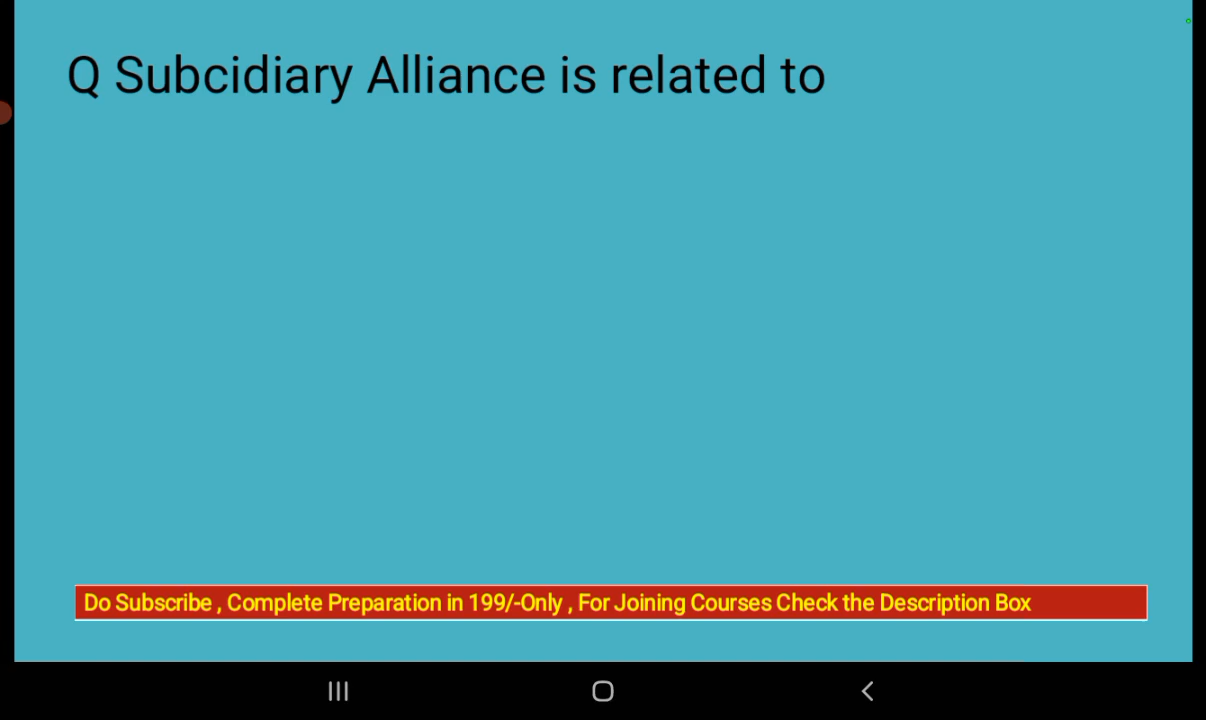 Q Subcidiary Alliance is related to
Do Subscribe , Complete Preparation in 199/-Only , For Joining Courses Check the Description Box